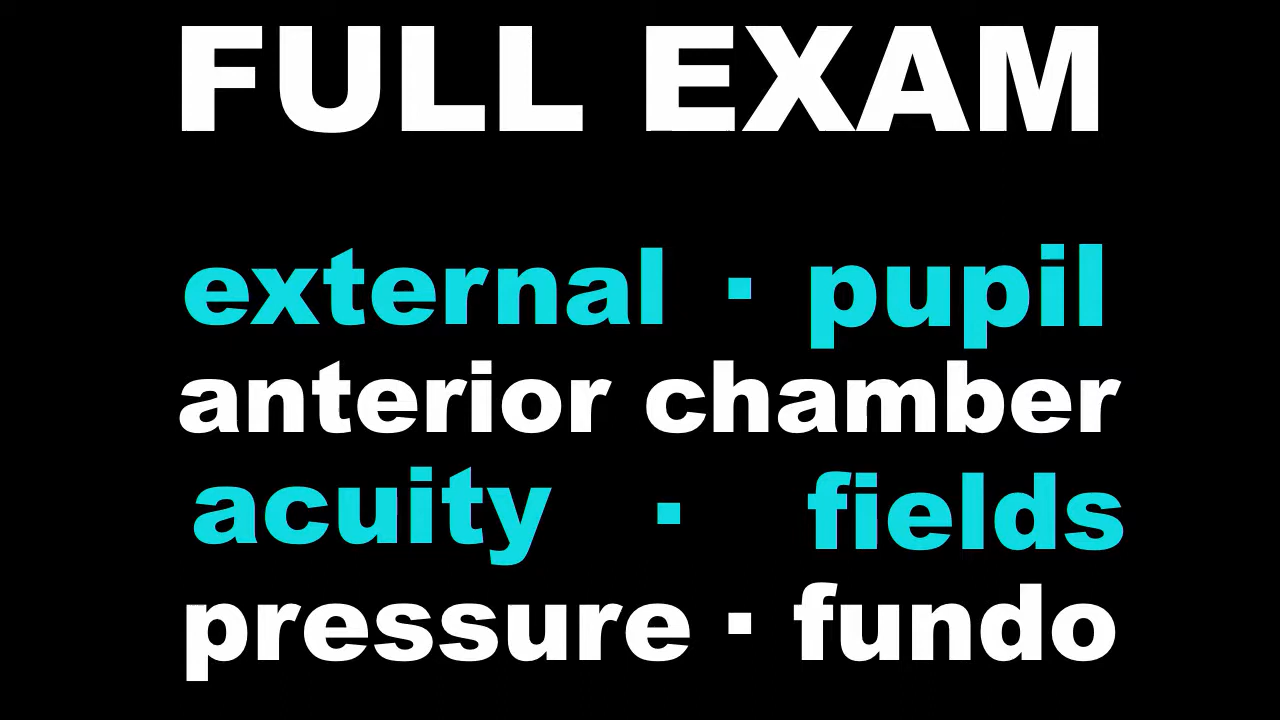 FULL EXAM
external · pupil
anterior chamber
acuity · fields
pressure · fundo